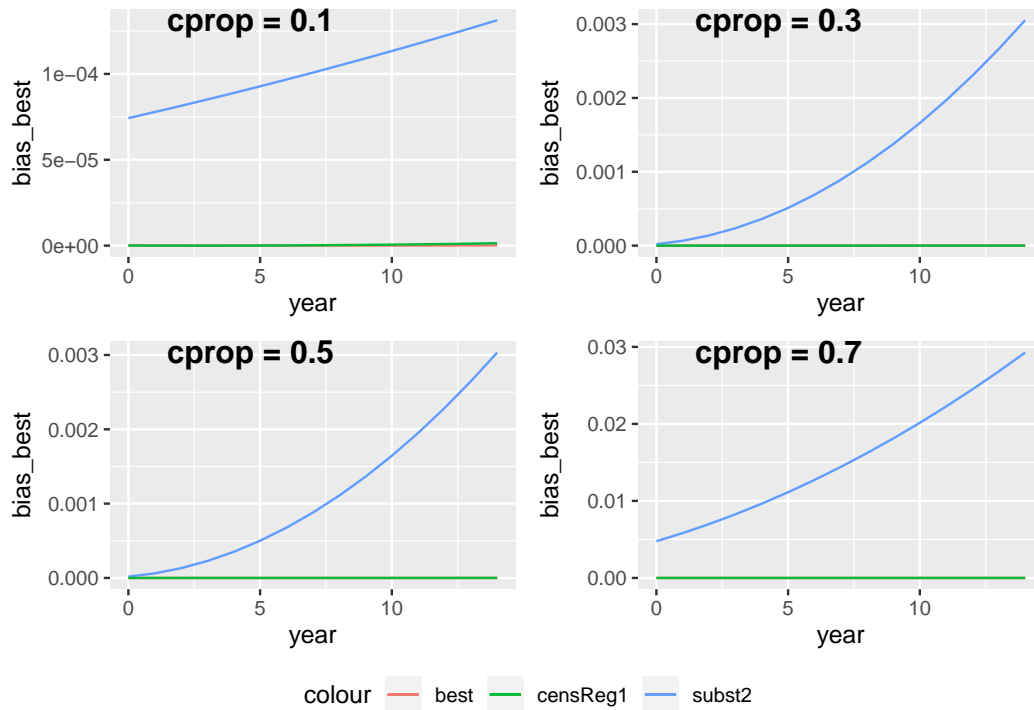 cprop = 0.1
bias_best
1e−04
5e−05
0e+00
0 5 10
year
cprop = 0.3
bias_best
0.003
0.002
0.001
0.000
0 5 10
year
cprop = 0.5
bias_best
0.003
0.002
0.001
0.000
0 5 10
year
cprop = 0.7
bias_best
0.03
0.02
0.01
0.00
0 5 10
year
colour best censReg1 subst2